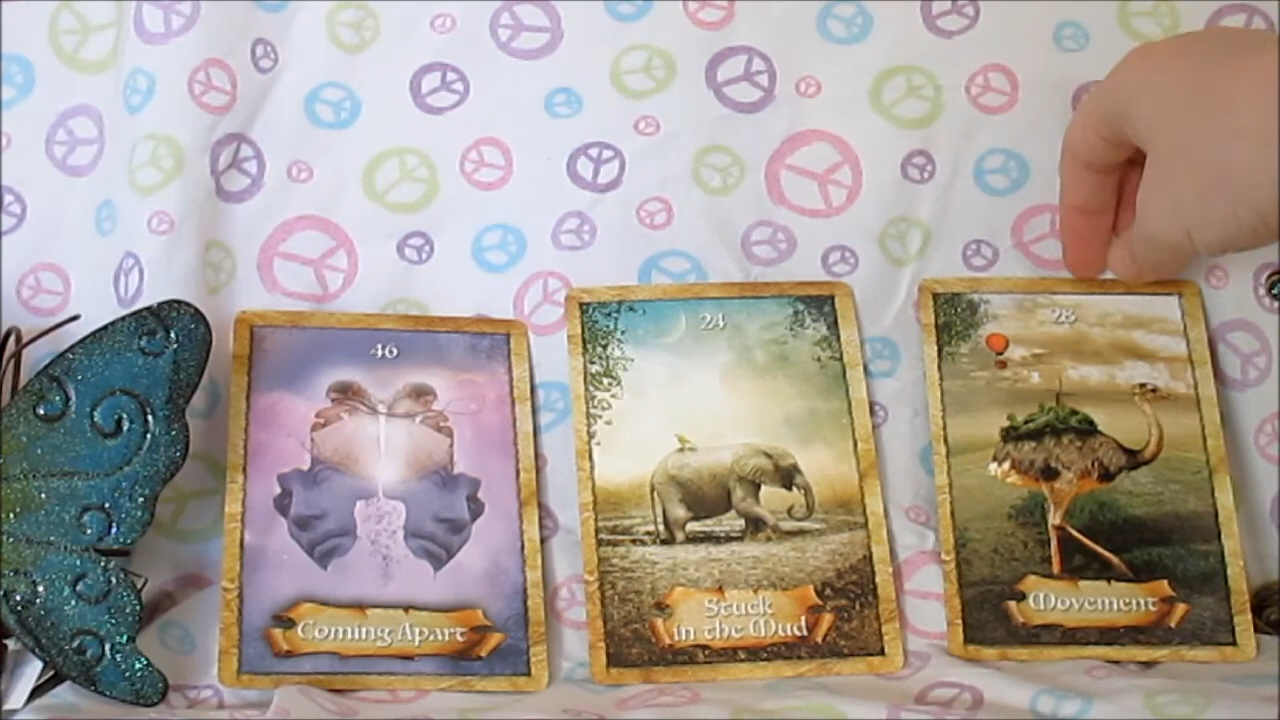 46
Coming Apart
24
Stuck
in the Mud
28
Movement